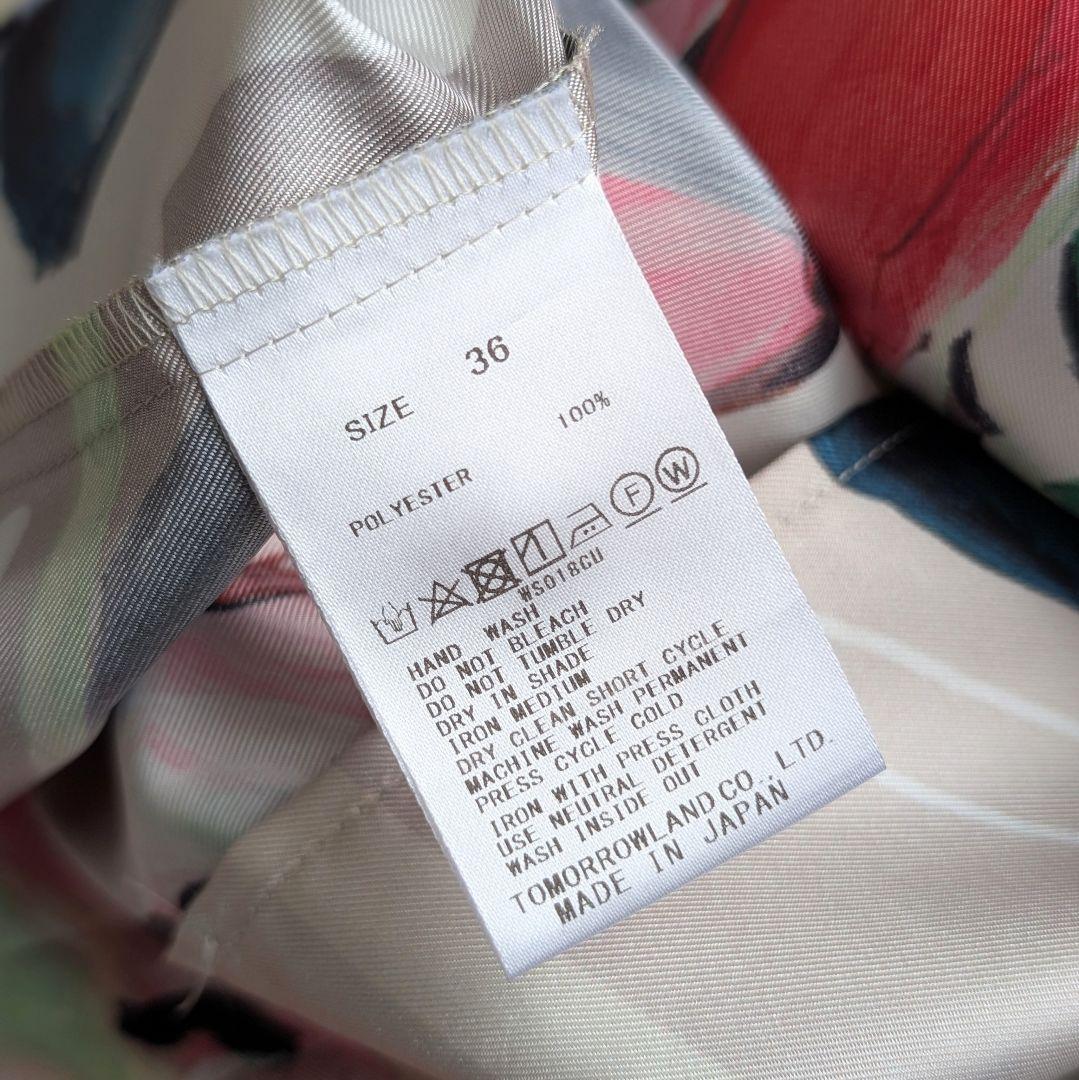 SIZE 36
POLYESTER 100%
F W
WS018CU
HAND WASH
DO NOT BLEACH
DO NOT TUMBLE DRY
DRY IN SHADE
IRON MEDIUM
DRY CLEAN SHORT CYCLE
MACHINE WASH PERMANENT
PRESS CYCLE COLD
IRON WITH PRESS CLOTH
USE NEUTRAL DETERGENT
WASH INSIDE OUT
TOMORROWLAND CO., LTD.
MADE IN JAPAN